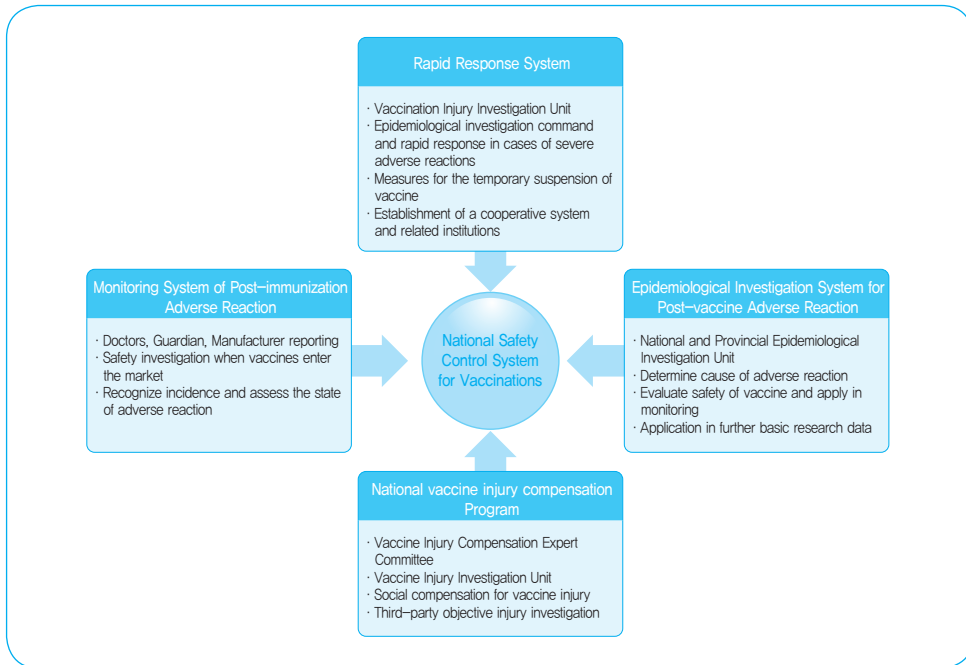 Rapid Response System
· Vaccination Injury Investigation Unit
· Epidemiological investigation command
and rapid response in cases of severe
adverse reactions
· Measures for the temporary suspension of
vaccine
· Establishment of a cooperative system
and related institutions
Monitoring System of Post-immunization
Adverse Reaction
· Doctors, Guardian, Manufacturer reporting
· Safety investigation when vaccines enter
the market
· Recognize incidence and assess the state
of adverse reaction
National Safety
Control System
for Vaccinations
Epidemiological Investigation System for
Post-vaccine Adverse Reaction
· National and Provincial Epidemiological
Investigation Unit
· Determine cause of adverse reaction
· Evaluate safety of vaccine and apply in
monitoring
· Application in further basic research data
National vaccine injury compensation
Program
· Vaccine Injury Compensation Expert
Committee
· Vaccine Injury Investigation Unit
· Social compensation for vaccine injury
· Third-party objective injury investigation